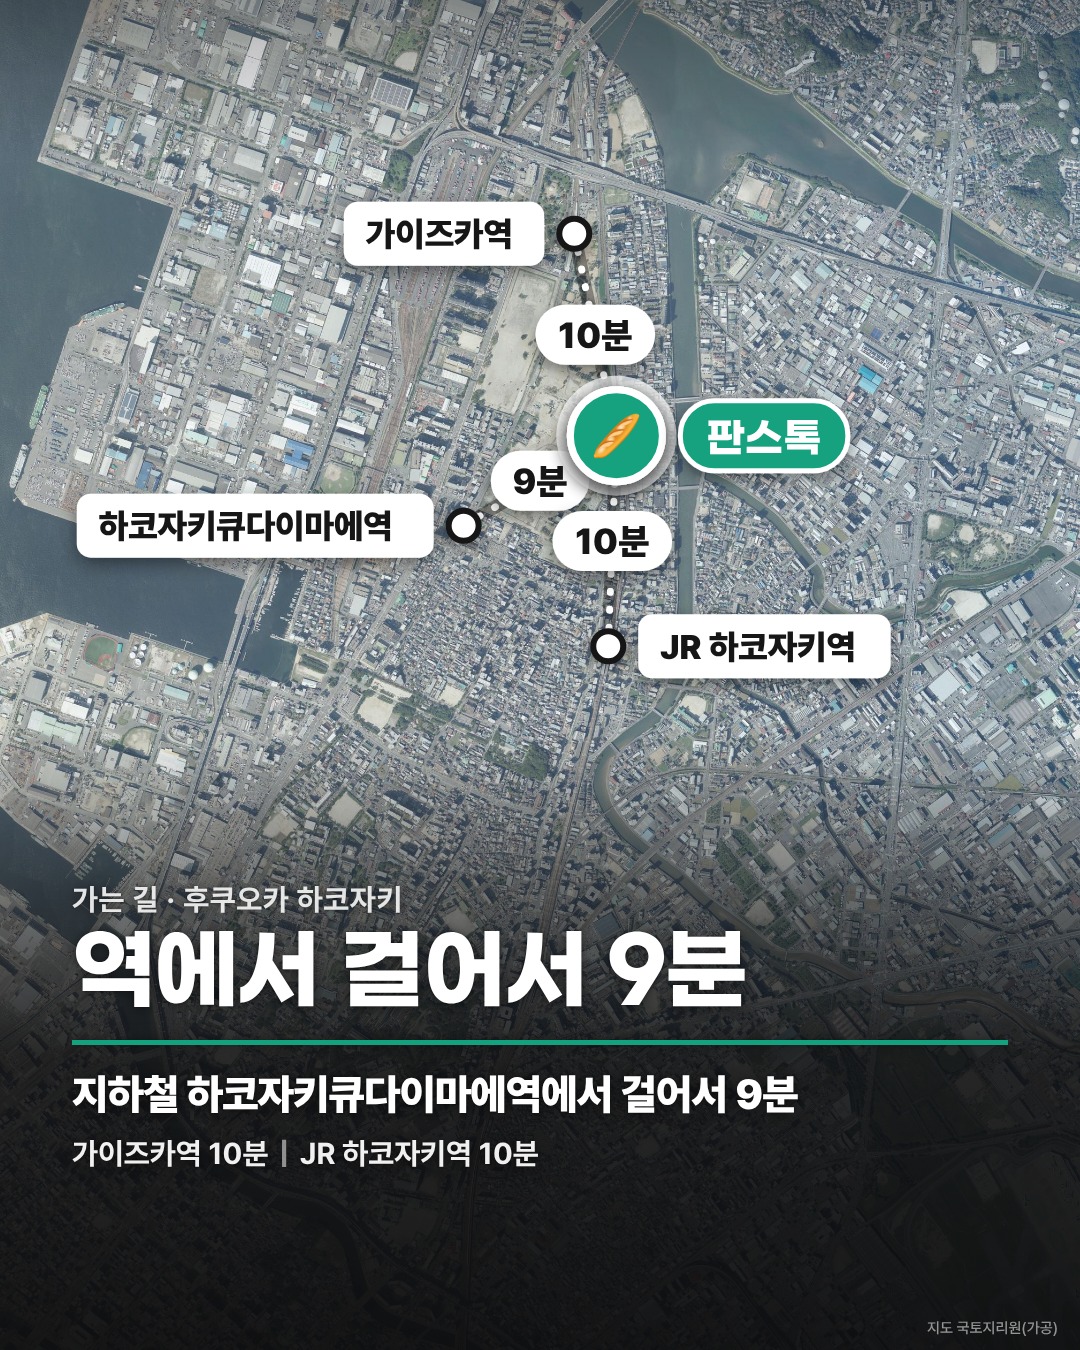 가이즈카역
10분
판스톡
9분
하코자키큐다이마에역
10분
JR 하코자키역
가는 길 · 후쿠오카 하코자키
역에서 걸어서 9분
지하철 하코자키큐다이마에역에서 걸어서 9분
가이즈카역 10분 | JR 하코자키역 10분
지도 국토지리원(가공)